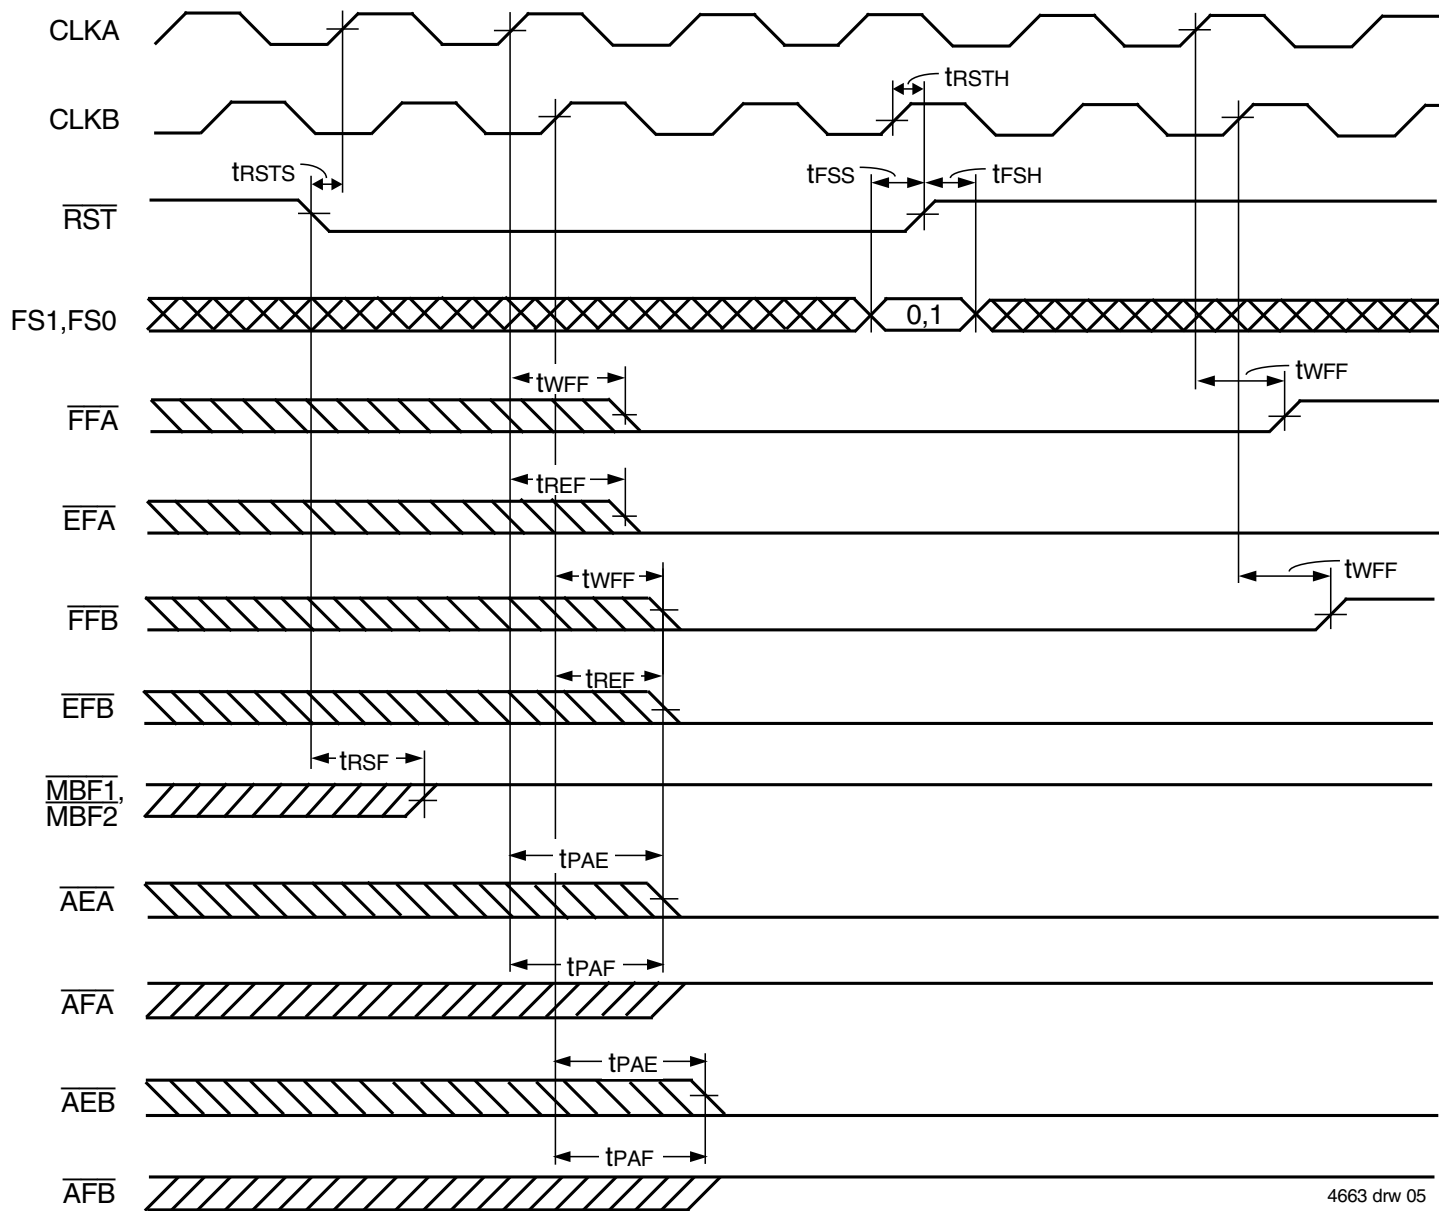 CLKA
tRSTH
CLKB
tRSTS
tFSS
tFSH
RST
FS1,FS0
0,1
tWFF
tWFF
FFA
tREF
EFA
tWFF
tWFF
FFB
tREF
EFB
tRSF
MBF1,
MBF2
tPAE
AEA
tPAF
AFA
tPAE
AEB
tPAF
AFB
4663 drw 05